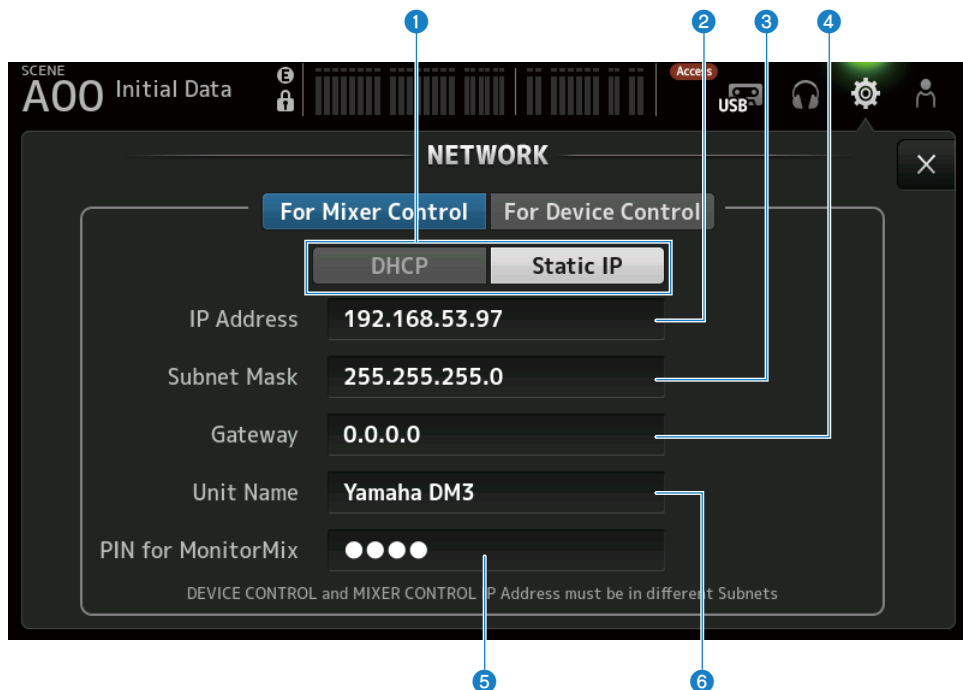 1 2 3 4
SCENE
A00 Initial Data E Access USB
NETWORK
For Mixer Control For Device Control
DHCP Static IP
IP Address 192.168.53.97
Subnet Mask 255.255.255.0
Gateway 0.0.0.0
Unit Name Yamaha DM3
PIN for MonitorMix ●●●●
DEVICE CONTROL and MIXER CONTROL IP Address must be in different Subnets
5 6